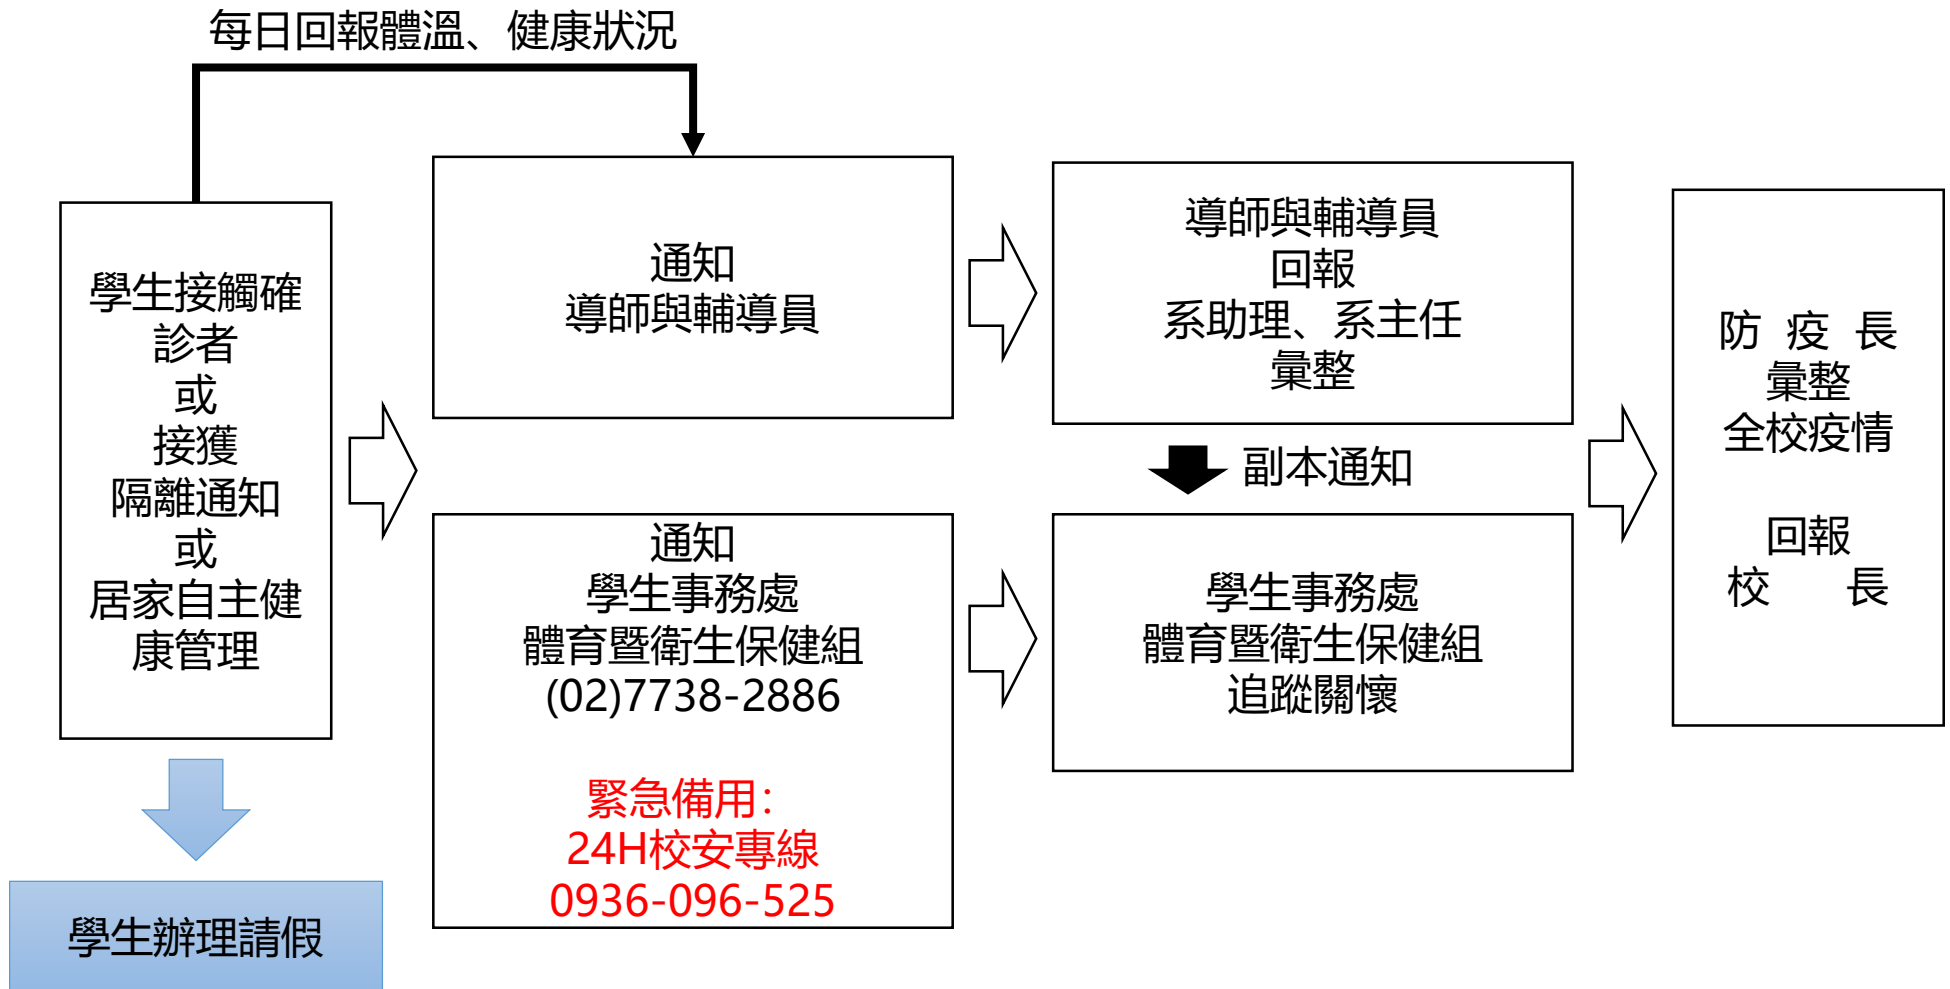 每日回報體溫、健康狀況
學生接觸確
診者
或
接獲
隔離通知
或
居家自主健
康管理
學生辦理請假
通知
導師與輔導員
通知
學生事務處
體育暨衛生保健組
(02)7738-2886
緊急備用：
24H校安專線
0936-096-525
導師與輔導員
回報
系助理、系主任
彙整
副本通知
學生事務處
體育暨衛生保健組
追蹤關懷
防 疫 長
彙整
全校疫情
回報
校 長